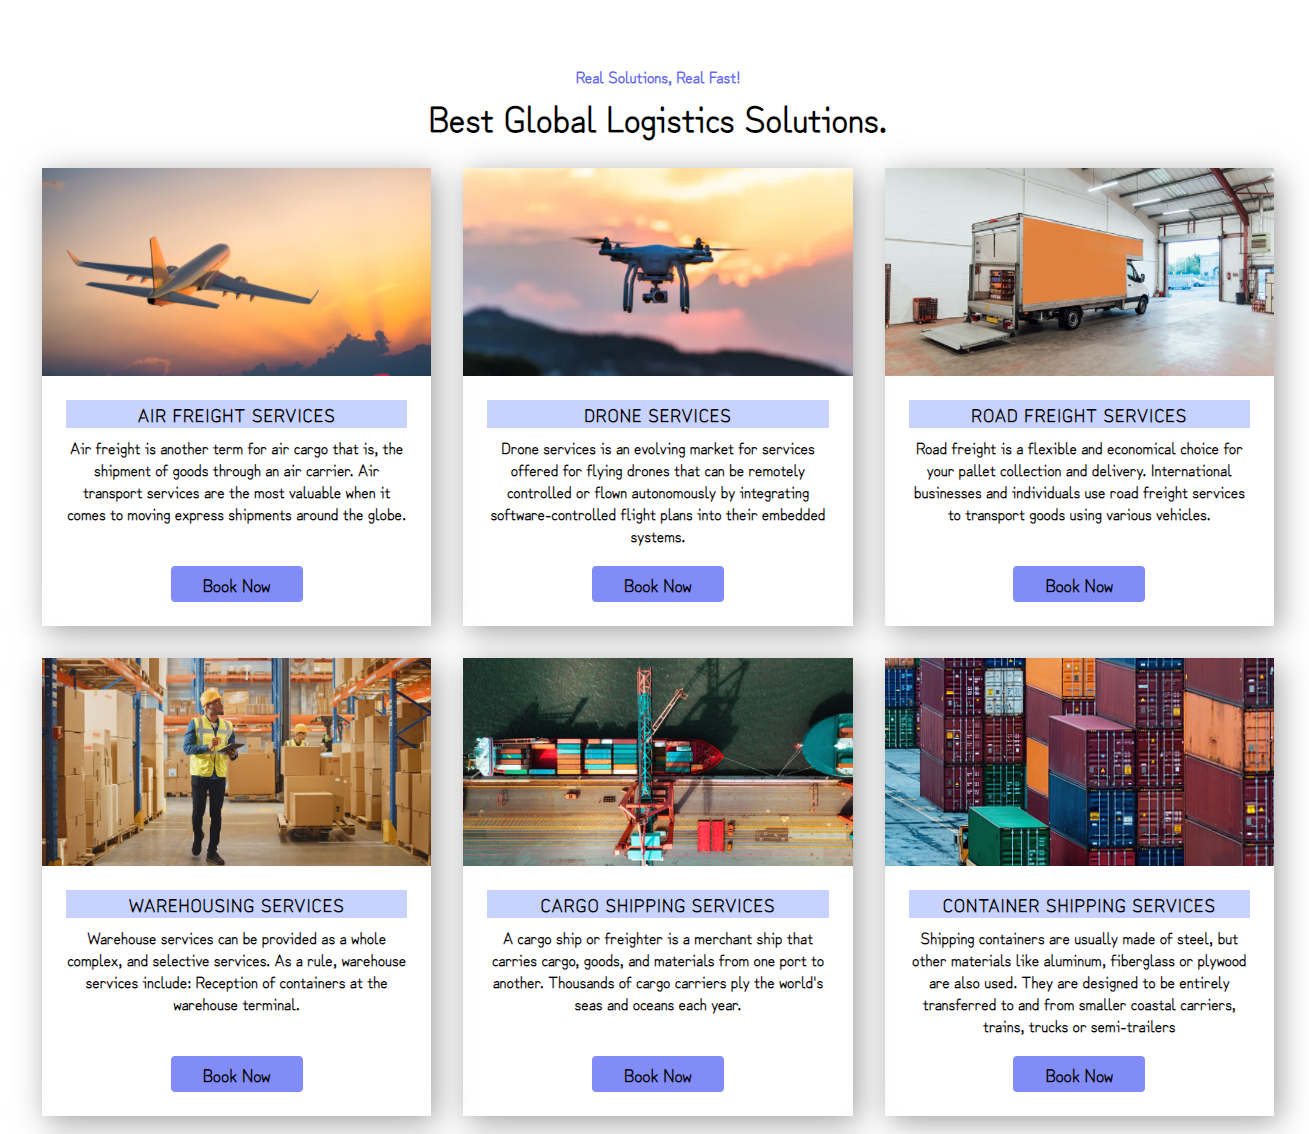 Real Solutions, Real Fast!
Best Global Logistics Solutions.
AIR FREIGHT SERVICES
Air freight is another term for air cargo that is, the
shipment of goods through an air carrier. Air
transport services are the most valuable when it
comes to moving express shipments around the globe.
Book Now
DRONE SERVICES
Drone services is an evolving market for services
offered for flying drones that can be remotely
controlled or flown autonomously by integrating
software-controlled flight plans into their embedded
systems.
Book Now
ROAD FREIGHT SERVICES
Road freight is a flexible and economical choice for
your pallet collection and delivery. International
businesses and individuals use road freight services
to transport goods using various vehicles.
Book Now
WAREHOUSING SERVICES
Warehouse services can be provided as a whole
complex, and selective services. As a rule, warehouse
services include: Reception of containers at the
warehouse terminal.
Book Now
CARGO SHIPPING SERVICES
A cargo ship or freighter is a merchant ship that
carries cargo, goods, and materials from one port to
another. Thousands of cargo carriers ply the world's
seas and oceans each year.
Book Now
CONTAINER SHIPPING SERVICES
Shipping containers are usually made of steel, but
other materials like aluminum, fiberglass or plywood
are also used. They are designed to be entirely
transferred to and from smaller coastal carriers,
trains, trucks or semi-trailers
Book Now